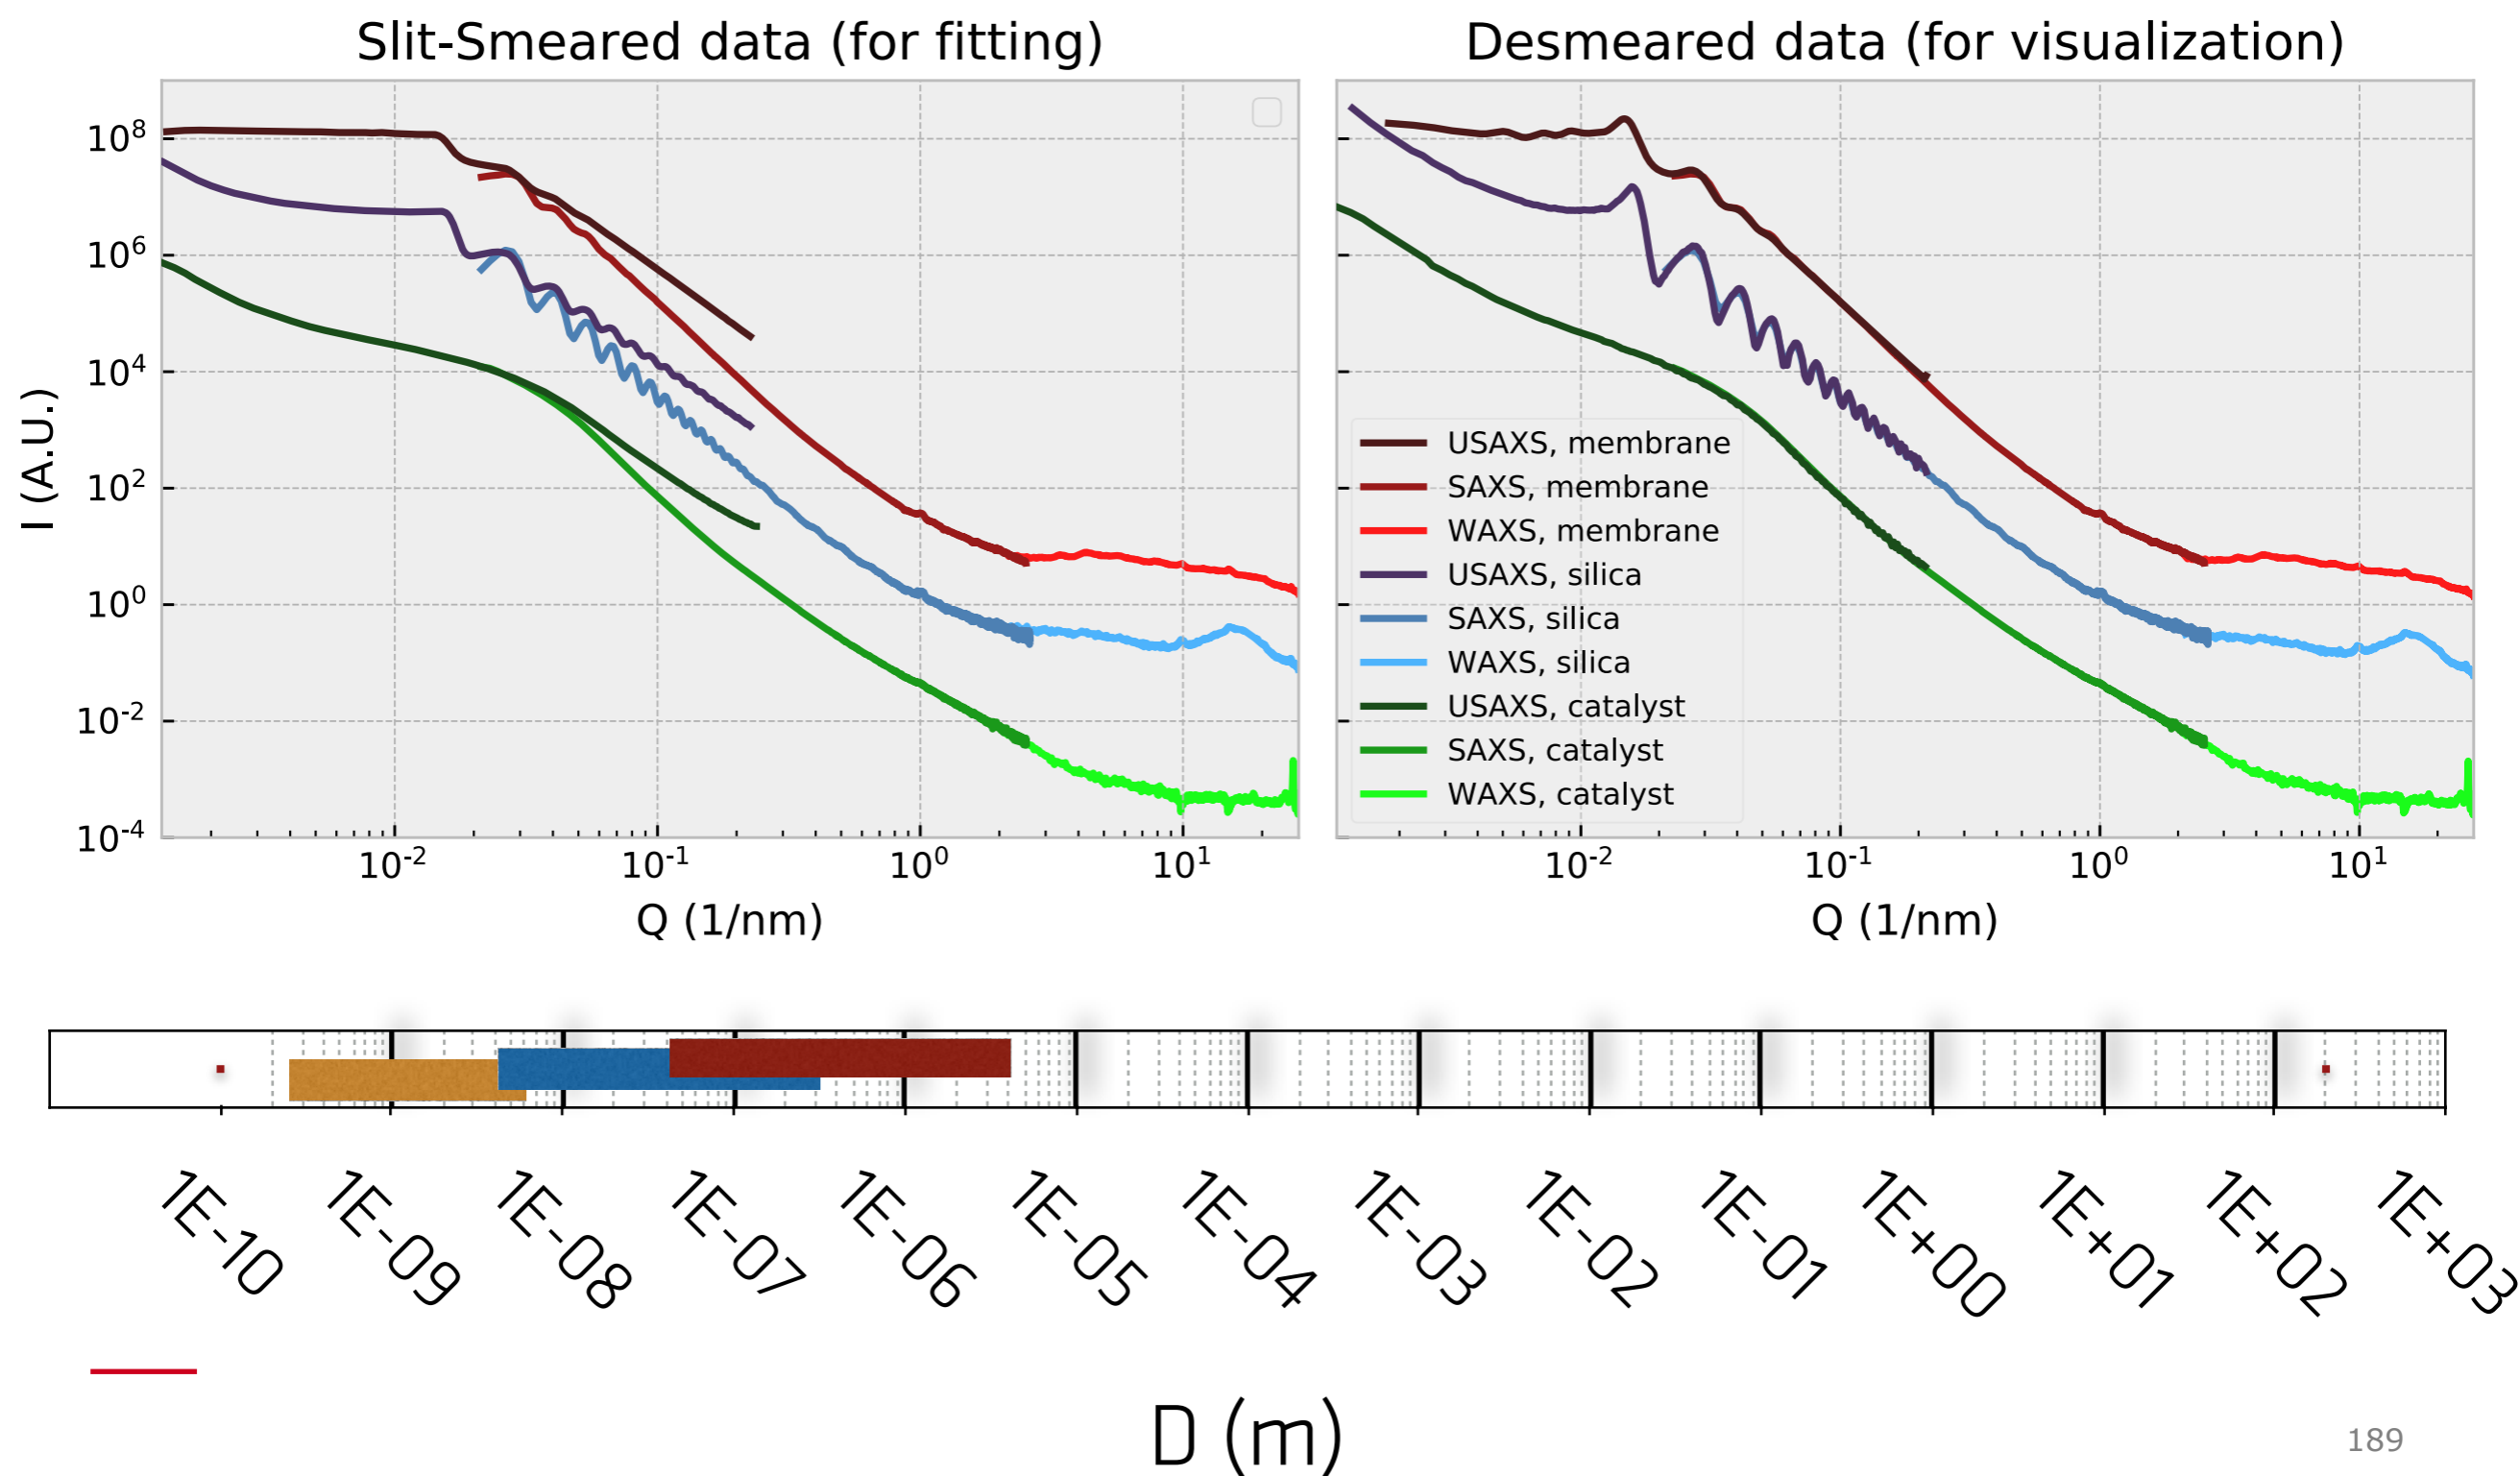 Slit-Smeared data (for fitting)
Desmeared data (for visualization)
I (A.U.)
10^8
10^6
10^4
10^2
10^0
10^-2
10^-4
10^-2 10^-1 10^0 10^1
Q (1/nm)
USAXS, membrane
SAXS, membrane
WAXS, membrane
USAXS, silica
SAXS, silica
WAXS, silica
USAXS, catalyst
SAXS, catalyst
WAXS, catalyst
10^-2 10^-1 10^0 10^1
Q (1/nm)
1E-10 1E-09 1E-08 1E-07 1E-06 1E-05 1E-04 1E-03 1E-02 1E-01 1E+00 1E+01 1E+02 1E+03
D (m)
189